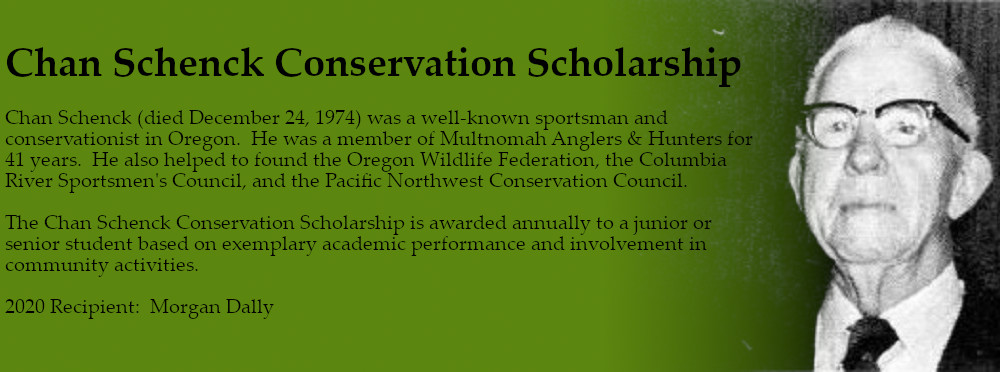 Chan Schenck Conservation Scholarship
Chan Schenck (died December 24, 1974) was a well-known sportsman and
conservationist in Oregon.  He was a member of Multnomah Anglers & Hunters for
41 years.  He also helped to found the Oregon Wildlife Federation, the Columbia
River Sportsmen's Council, and the Pacific Northwest Conservation Council.
The Chan Schenck Conservation Scholarship is awarded annually to a junior or
senior student based on exemplary academic performance and involvement in
community activities.
2020 Recipient:  Morgan Dally